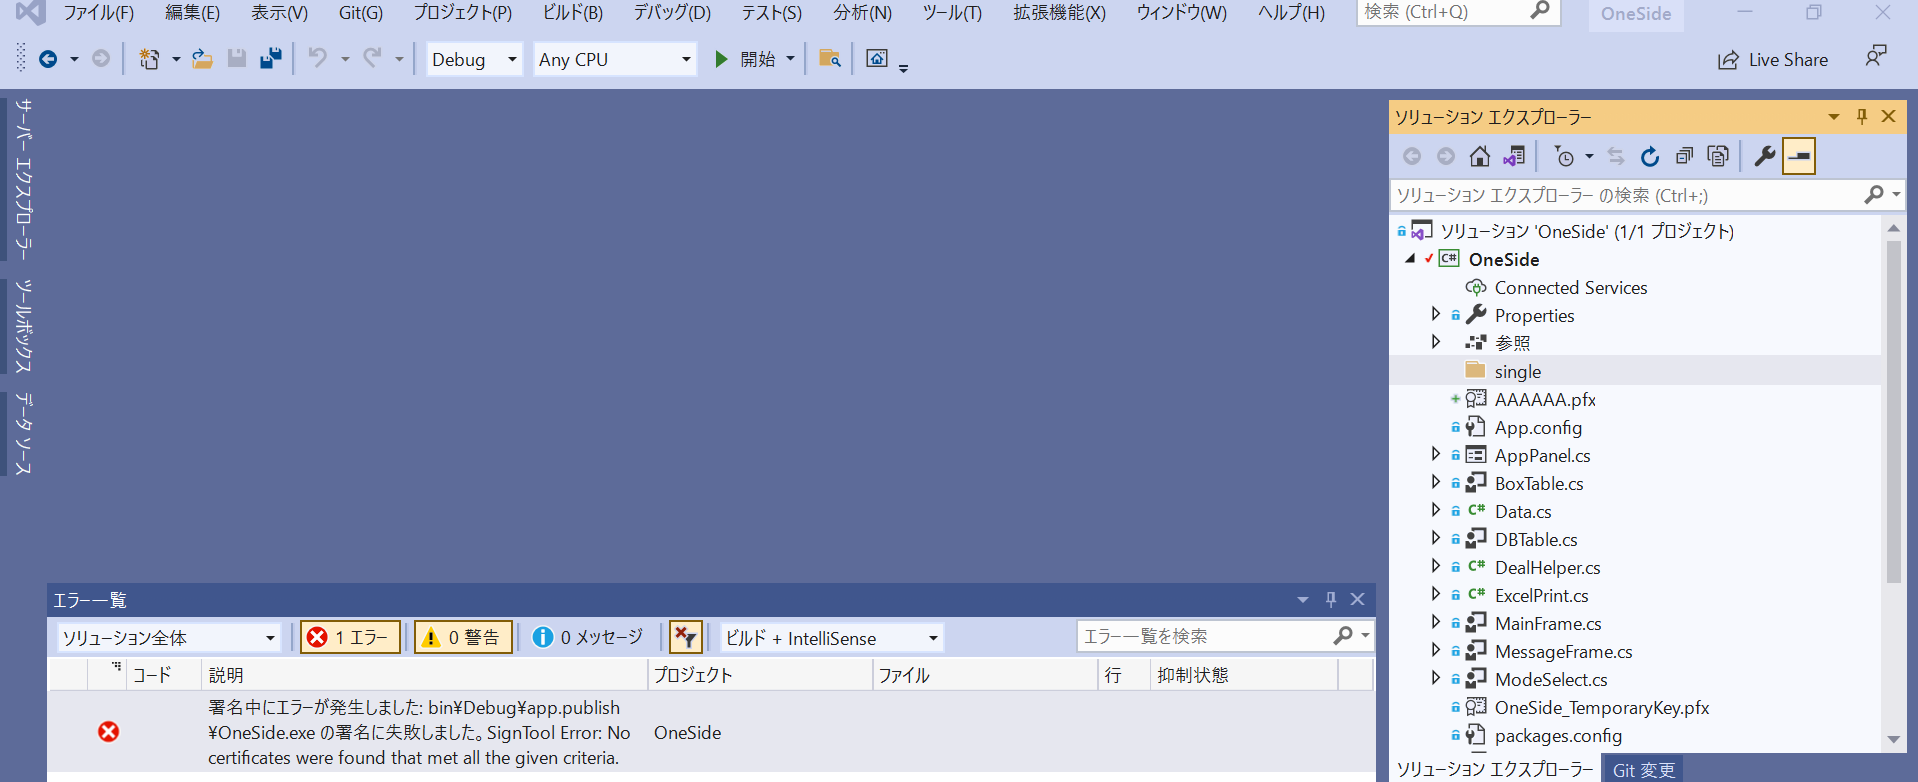 ファイル(F) 編集(E) 表示(V) Git(G) プロジェクト(P) ビルド(B) デバッグ(D) テスト(S) 分析(N) ツール(T) 拡張機能(X) ウィンドウ(W) ヘルプ(H) 検索 (Ctrl+Q) OneSide
Debug Any CPU 開始 Live Share
サーバー エクスプローラー
ツールボックス
データ ソース
ソリューション エクスプローラー
ソリューション エクスプローラー の検索 (Ctrl+;)
ソリューション 'OneSide' (1/1 プロジェクト)
C# OneSide
Connected Services
Properties
参照
single
AAAAAA.pfx
App.config
AppPanel.cs
BoxTable.cs
C# Data.cs
DBTable.cs
C# DealHelper.cs
C# ExcelPrint.cs
MainFrame.cs
MessageFrame.cs
ModeSelect.cs
OneSide_TemporaryKey.pfx
packages.config
ソリューション エクスプローラー Git 変更
エラー一覧
ソリューション全体 1 エラー 0 警告 0 メッセージ ビルド + IntelliSense エラー一覧を検索
コード 説明 プロジェクト ファイル 行 抑制状態
署名中にエラーが発生しました: bin¥Debug¥app.publish
¥OneSide.exe の署名に失敗しました。SignTool Error: No OneSide
certificates were found that met all the given criteria.